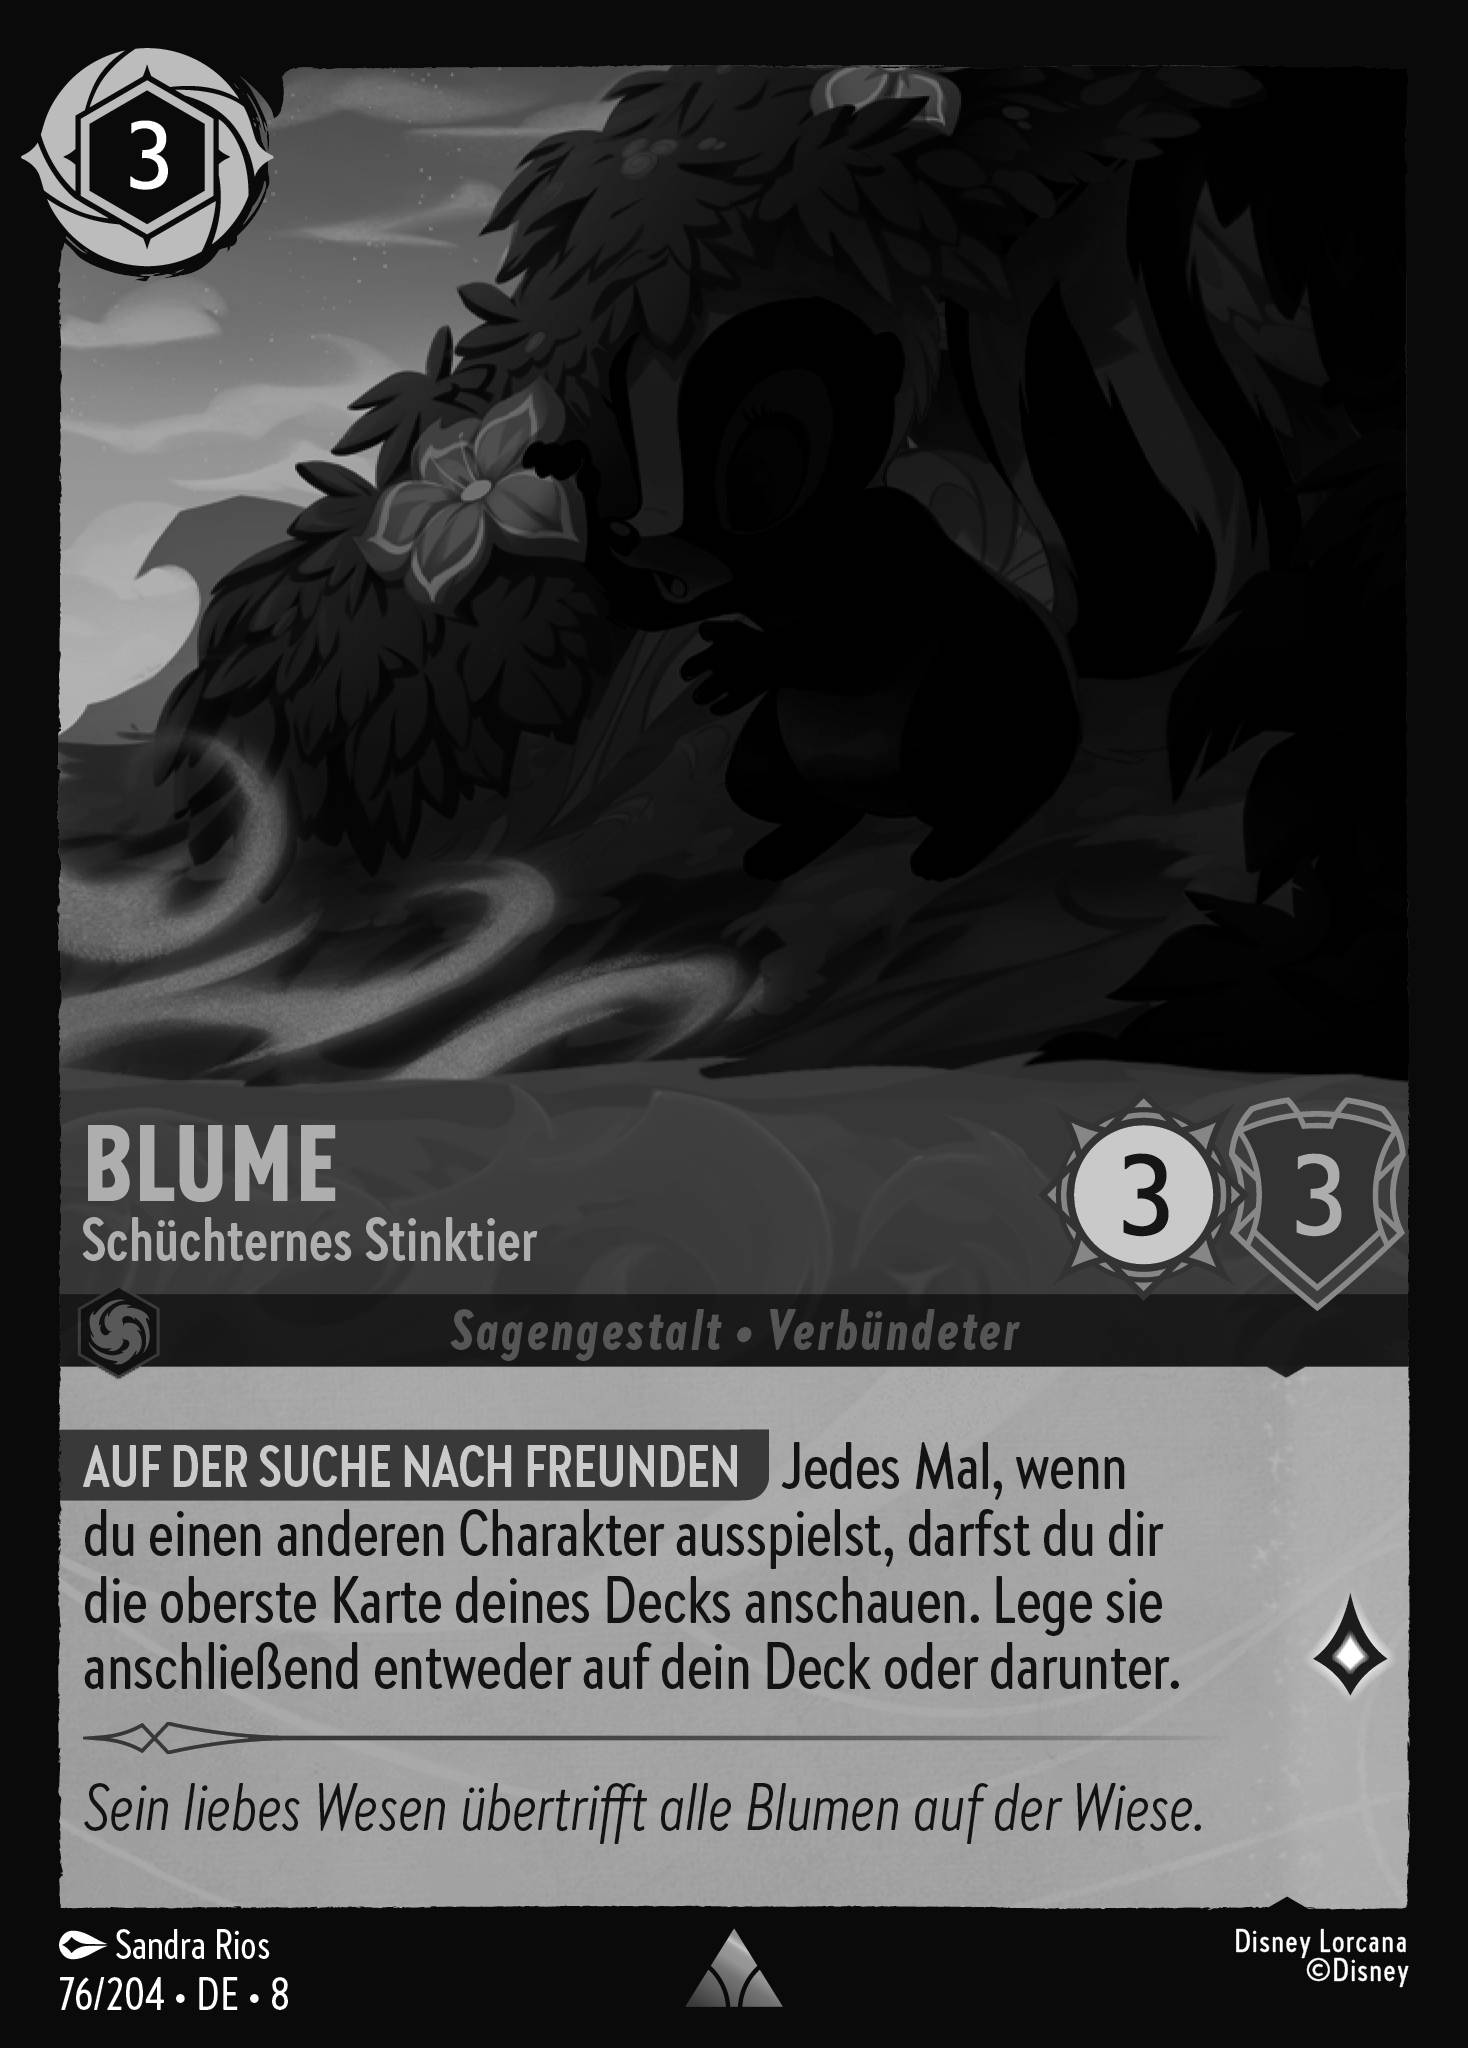 3
BLUME
Schüchternes Stinktier
3
3
Sagengestalt • Verbündeter
AUF DER SUCHE NACH FREUNDEN Jedes Mal, wenn
du einen anderen Charakter ausspielst, darfst du dir
die oberste Karte deines Decks anschauen. Lege sie
anschließend entweder auf dein Deck oder darunter.
Sein liebes Wesen übertrifft alle Blumen auf der Wiese.
Sandra Rios
76/204 • DE • 8
Disney Lorcana
©Disney